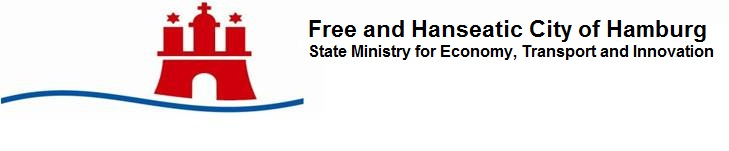 Free and Hanseatic City of Hamburg
State Ministry for Economy, Transport and Innovation